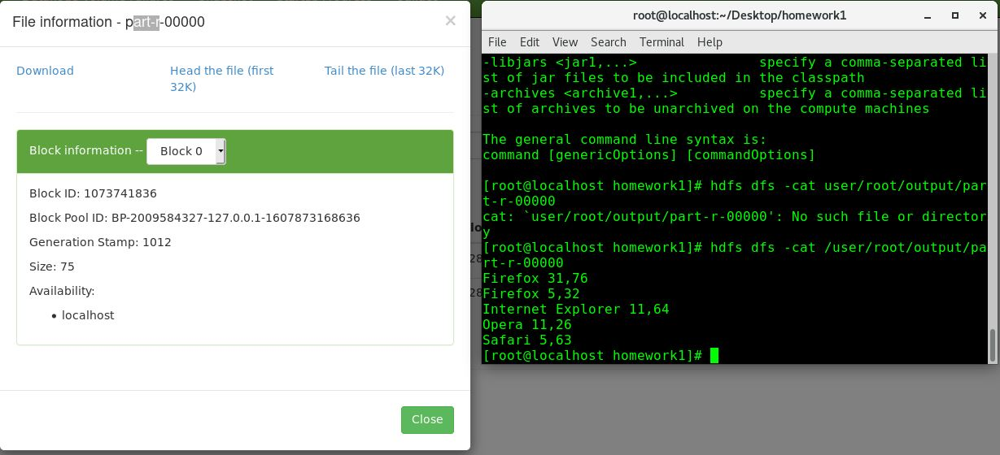 File information - part-r-00000
×
Download
Head the file (first
32K)
Tail the file (last 32K)
Block information --
Block 0
Block ID: 1073741836
Block Pool ID: BP-2009584327-127.0.0.1-1607873168636
Generation Stamp: 1012
Size: 75
Availability:
localhost
Close
28
28
root@localhost:~/Desktop/homework1
File Edit View Search Terminal Help
-libjars <jar1,...> specify a comma-separated li
st of jar files to be included in the classpath
-archives <archive1,...> specify a comma-separated li
st of archives to be unarchived on the compute machines
The general command line syntax is:
command [genericOptions] [commandOptions]
[root@localhost homework1]# hdfs dfs -cat user/root/output/par
t-r-00000
cat: `user/root/output/part-r-00000': No such file or director
y
[root@localhost homework1]# hdfs dfs -cat /user/root/output/pa
rt-r-00000
Firefox 31,76
Firefox 5,32
Internet Explorer 11,64
Opera 11,26
Safari 5,63
[root@localhost homework1]#